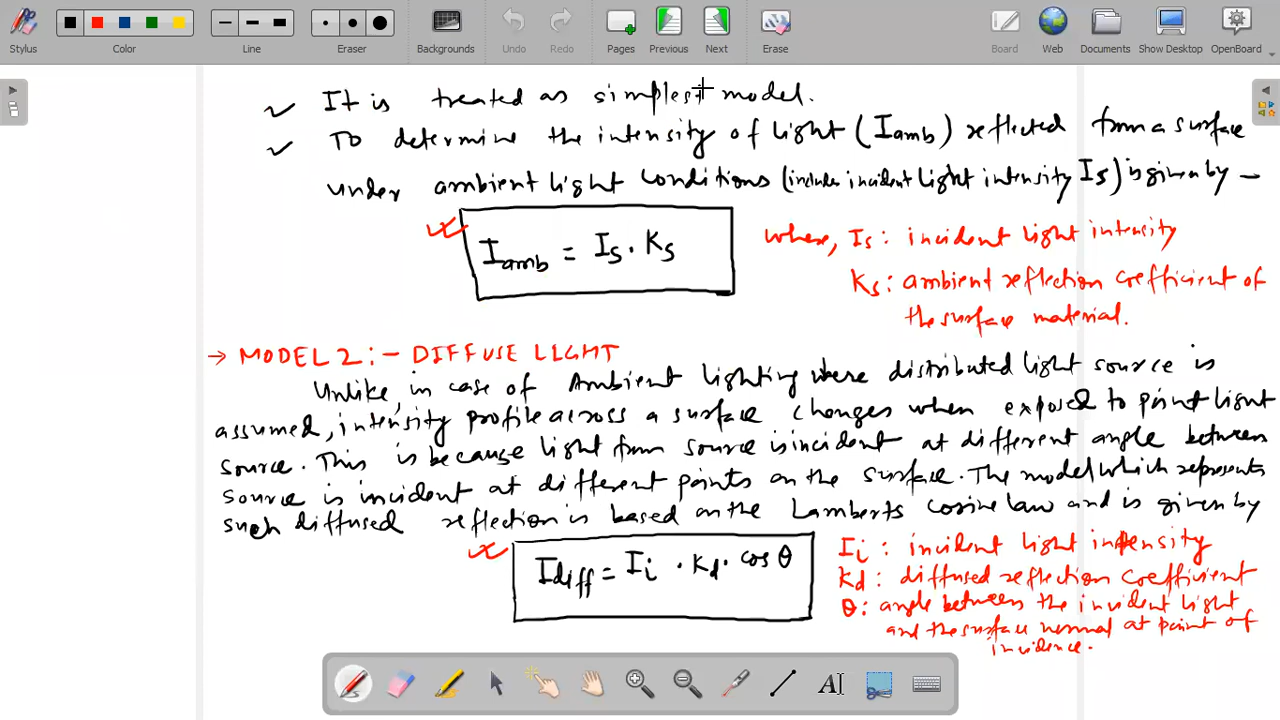 Stylus Color Line Eraser Backgrounds Undo Redo Pages Previous Next Erase Board Web Documents Show Desktop OpenBoard
✓ It is treated as simplest model.
✓ To determine the intensity of light (Iamb) reflected from a surface
under ambient light conditions (include incident light intensity Is) is given by –
Iamb = Is . Ks
where, Is : incident light intensity
Ks : ambient reflection coefficient of
the surface material.
→ MODEL 2 :- DIFFUSE LIGHT
Unlike, in case of Ambient lighting where distributed light source is
assumed, intensity profile across a surface changes when exposed to point light
source. This is because light from source is incident at different angle between
source is incident at different points on the surface. The model which represents
such diffused reflection is based on the Lamberts cosine law and is given by
Idiff = Ii . Kd . cos θ
Ii : incident light intensity
Kd : diffused reflection coefficient
θ : angle between the incident light
and the surface normal at point of
incidence.